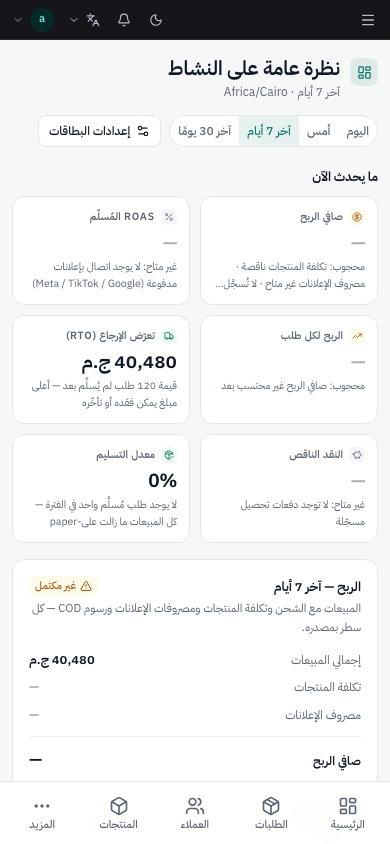 a
نظرة عامة على النشاط
آخر 7 أيام · Africa/Cairo
اليوم
أمس
آخر 7 أيام
آخر 30 يومًا
إعدادات البطاقات
ما يحدث الآن
صافي الربح
—
محجوب: تكلفة المنتجات ناقصة ·
مصروف الإعلانات غير متاح · لا تُسجَّل...
ROAS المُسلَّم
—
غير متاح: لا يوجد اتصال بإعلانات
مدفوعة (Meta / TikTok / Google)
الربح لكل طلب
—
محجوب: صافي الربح غير محتسب بعد
تعرّض الإرجاع (RTO)
40,480 ج.م
قيمة 120 طلب لم يُسلَّم بعد — أعلى
مبلغ يمكن فقده أو تأخّره
النقد الناقص
—
غير متاح: لا توجد دفعات تحصيل
مسجّلة
معدل التسليم
0%
لا يوجد طلب مُسلَّم واحد في الفترة —
كل المبيعات ما زالت على-paper
الربح — آخر 7 أيام
غير مكتمل
المبيعات مع الشحن وتكلفة المنتجات ومصروفات الإعلانات ورسوم COD — كل
سطر بمصدره.
إجمالي المبيعات
40,480 ج.م
تكلفة المنتجات
—
مصروف الإعلانات
—
صافي الربح
—
الرئيسية
الطلبات
العملاء
المنتجات
المزيد